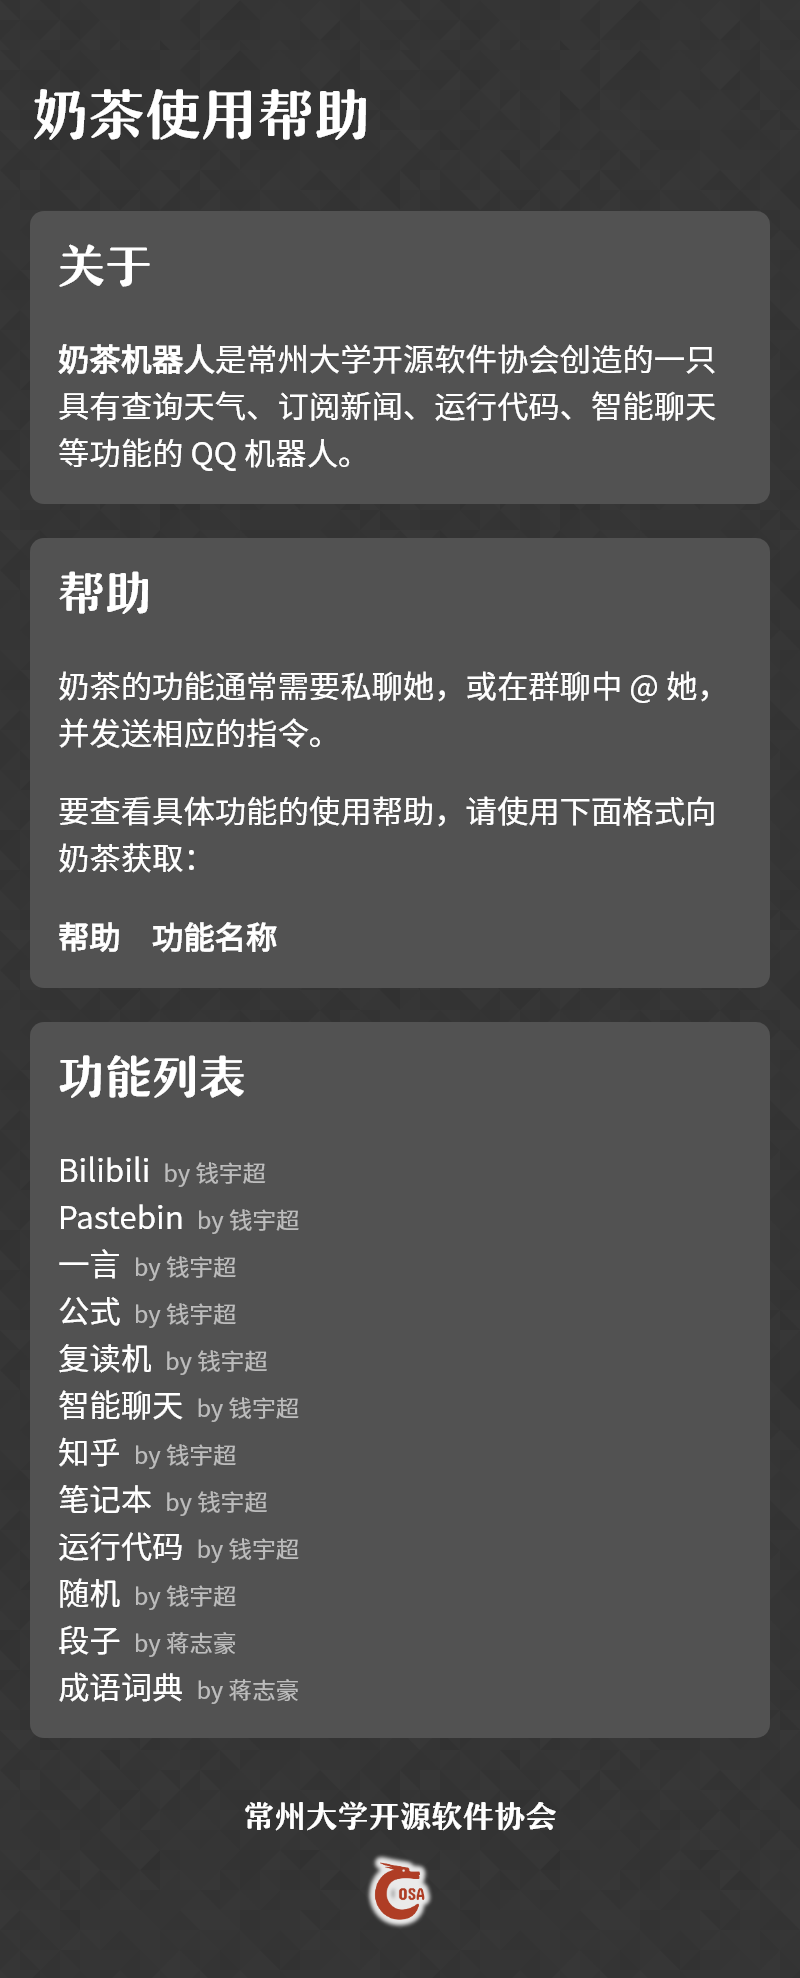 奶茶使用帮助
关于
奶茶机器人是常州大学开源软件协会创造的一只
具有查询天气、订阅新闻、运行代码、智能聊天
等功能的 QQ 机器人。
帮助
奶茶的功能通常需要私聊她，或在群聊中 @ 她，
并发送相应的指令。
要查看具体功能的使用帮助，请使用下面格式向
奶茶获取：
帮助　功能名称
功能列表
Bilibili by 钱宇超
Pastebin by 钱宇超
一言 by 钱宇超
公式 by 钱宇超
复读机 by 钱宇超
智能聊天 by 钱宇超
知乎 by 钱宇超
笔记本 by 钱宇超
运行代码 by 钱宇超
随机 by 钱宇超
段子 by 蒋志豪
成语词典 by 蒋志豪
常州大学开源软件协会
OSA